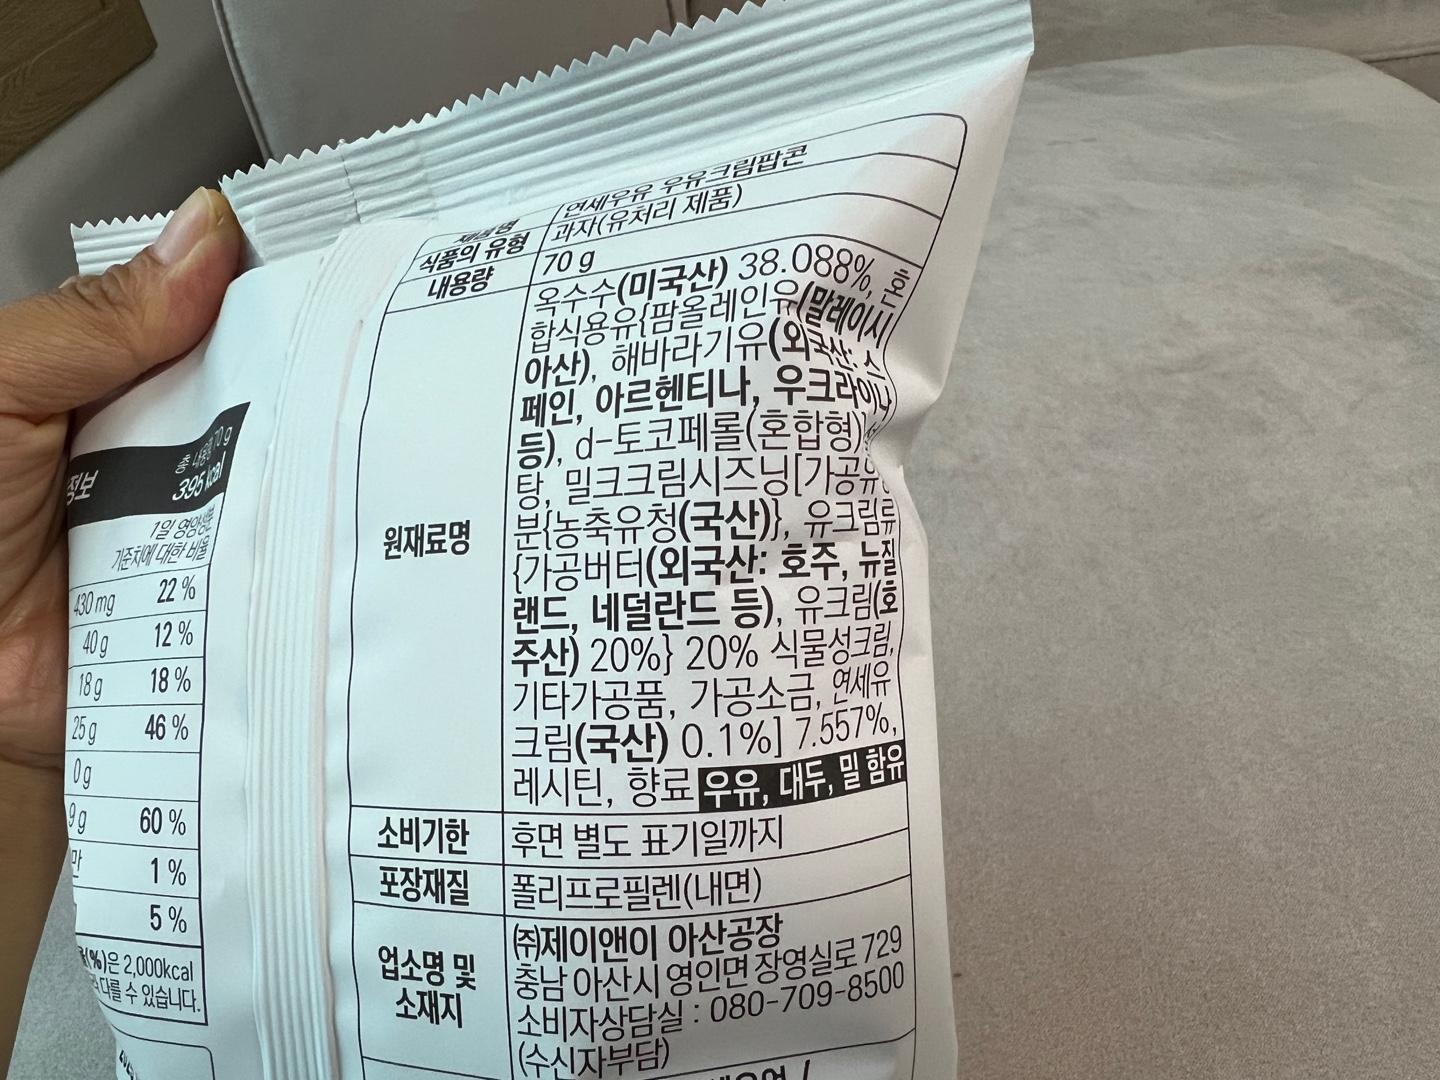 정보
총 내용량 70 g
395 kcal
1일 영양성분
기준치에 대한 비율
430 mg 22 %
40 g 12 %
18 g 18 %
25 g 46 %
0 g
9 g 60 %
만 1 %
5 %
(%)은 2,000kcal
다를 수 있습니다.
제품명 연세우유 우유크림팝콘
식품의 유형 과자(유처리 제품)
내용량 70 g
원재료명
옥수수(미국산) 38.088%, 혼
합식용유{팜올레인유(말레이시
아산), 해바라기유(외국산: 스
페인, 아르헨티나, 우크라이나
등), d-토코페롤(혼합형)
탕, 밀크크림시즈닝[가공유
분{농축유청(국산)}, 유크림류
{가공버터(외국산: 호주, 뉴질
랜드, 네덜란드 등), 유크림(호
주산) 20%} 20% 식물성크림,
기타가공품, 가공소금, 연세유
크림(국산) 0.1%] 7.557%,
레시틴, 향료 우유, 대두, 밀 함유
소비기한 후면 별도 표기일까지
포장재질 폴리프로필렌(내면)
업소명 및
소재지
㈜제이앤이 아산공장
충남 아산시 영인면 장영실로 729
소비자상담실 : 080-709-8500
(수신자부담)